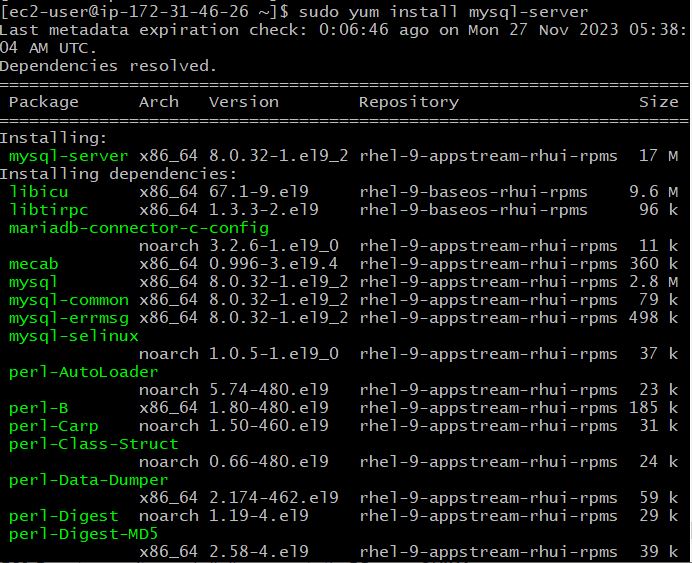 [ec2-user@ip-172-31-46-26 ~]$ sudo yum install mysql-server
Last metadata expiration check: 0:06:46 ago on Mon 27 Nov 2023 05:38:
04 AM UTC.
Dependencies resolved.
=====================================================================
 Package      Arch   Version        Repository                   Size
=====================================================================
Installing:
 mysql-server x86_64 8.0.32-1.el9_2 rhel-9-appstream-rhui-rpms  17 M
Installing dependencies:
 libicu       x86_64 67.1-9.el9     rhel-9-baseos-rhui-rpms    9.6 M
 libtirpc     x86_64 1.3.3-2.el9    rhel-9-baseos-rhui-rpms     96 k
 mariadb-connector-c-config
              noarch 3.2.6-1.el9_0  rhel-9-appstream-rhui-rpms  11 k
 mecab        x86_64 0.996-3.el9.4  rhel-9-appstream-rhui-rpms 360 k
 mysql        x86_64 8.0.32-1.el9_2 rhel-9-appstream-rhui-rpms 2.8 M
 mysql-common x86_64 8.0.32-1.el9_2 rhel-9-appstream-rhui-rpms  79 k
 mysql-errmsg x86_64 8.0.32-1.el9_2 rhel-9-appstream-rhui-rpms 498 k
 mysql-selinux
              noarch 1.0.5-1.el9_0  rhel-9-appstream-rhui-rpms  37 k
 perl-AutoLoader
              noarch 5.74-480.el9   rhel-9-appstream-rhui-rpms  23 k
 perl-B       x86_64 1.80-480.el9   rhel-9-appstream-rhui-rpms 185 k
 perl-Carp    noarch 1.50-460.el9   rhel-9-appstream-rhui-rpms  31 k
 perl-Class-Struct
              noarch 0.66-480.el9   rhel-9-appstream-rhui-rpms  24 k
 perl-Data-Dumper
              x86_64 2.174-462.el9  rhel-9-appstream-rhui-rpms  59 k
 perl-Digest  noarch 1.19-4.el9     rhel-9-appstream-rhui-rpms  29 k
 perl-Digest-MD5
              x86_64 2.58-4.el9     rhel-9-appstream-rhui-rpms  39 k